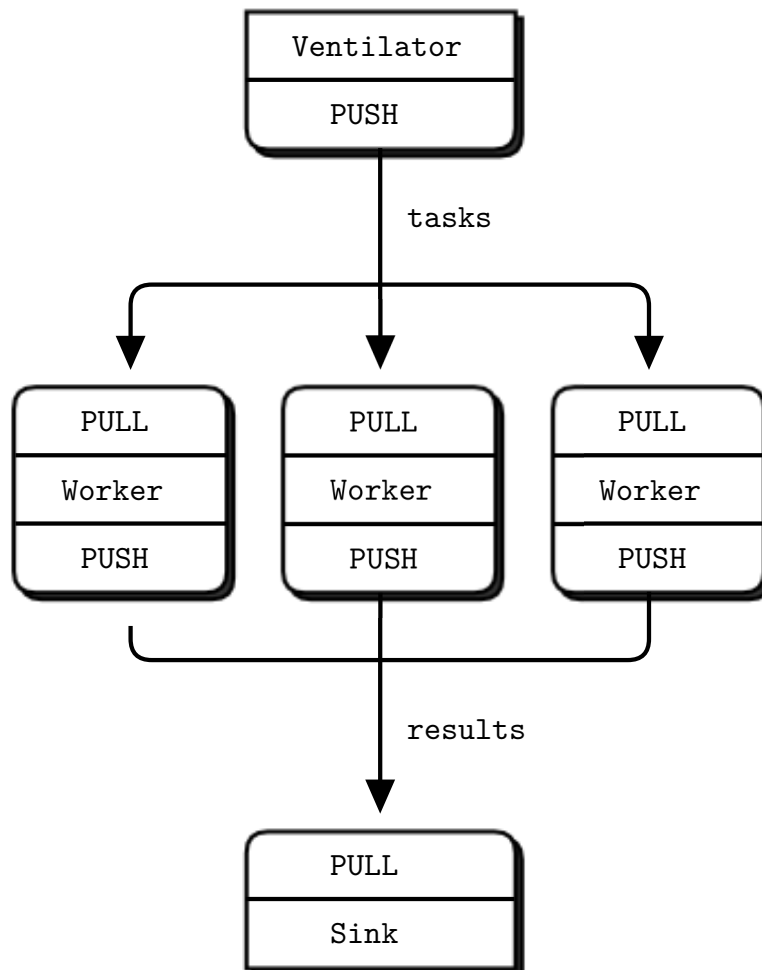 Ventilator
PUSH
tasks
PULL PULL PULL
Worker Worker Worker
PUSH PUSH PUSH
results
PULL
Sink